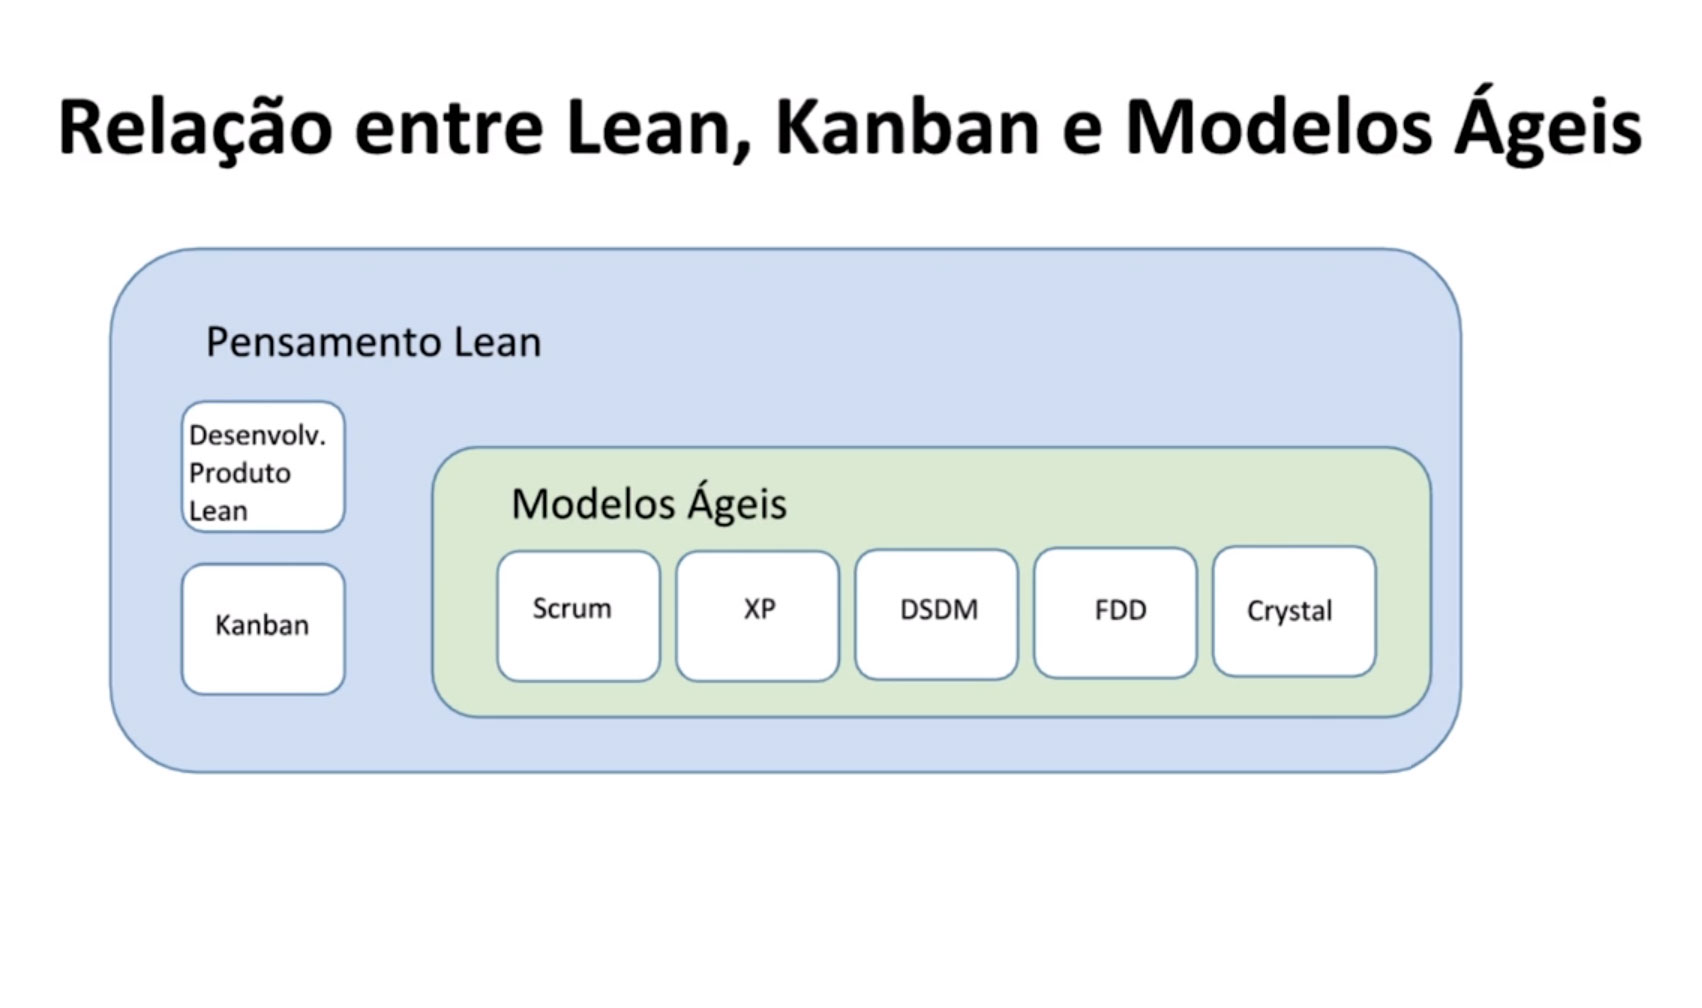 Relação entre Lean, Kanban e Modelos Ágeis
Pensamento Lean
Desenvolv.
Produto
Lean
Kanban
Modelos Ágeis
Scrum
XP
DSDM
FDD
Crystal